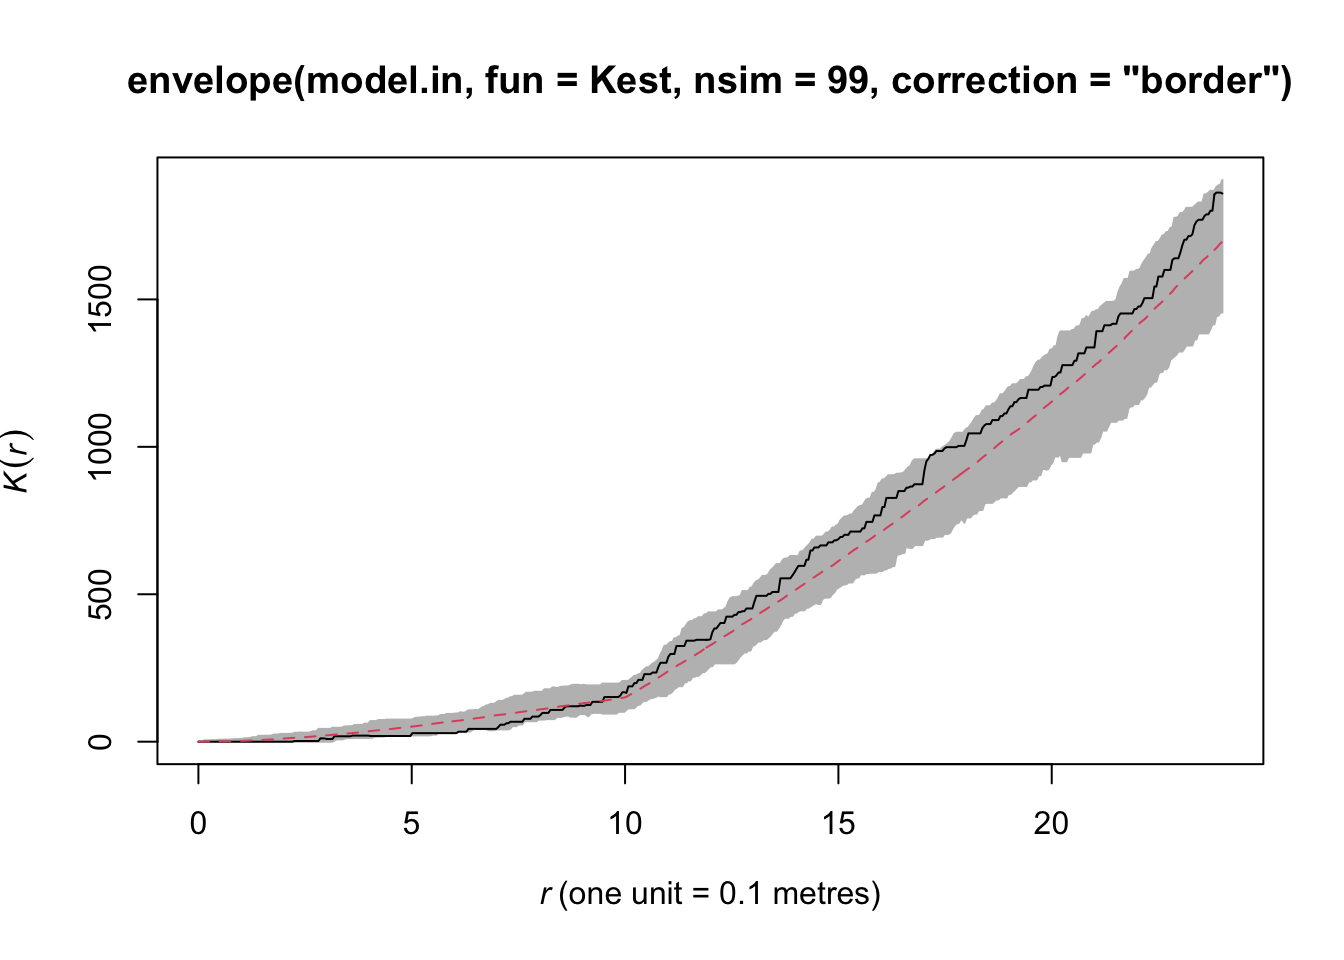 envelope(model.in, fun = Kest, nsim = 99, correction = "border")
K(r)
1500
1000
500
0
0 5 10 15 20
r (one unit = 0.1 metres)